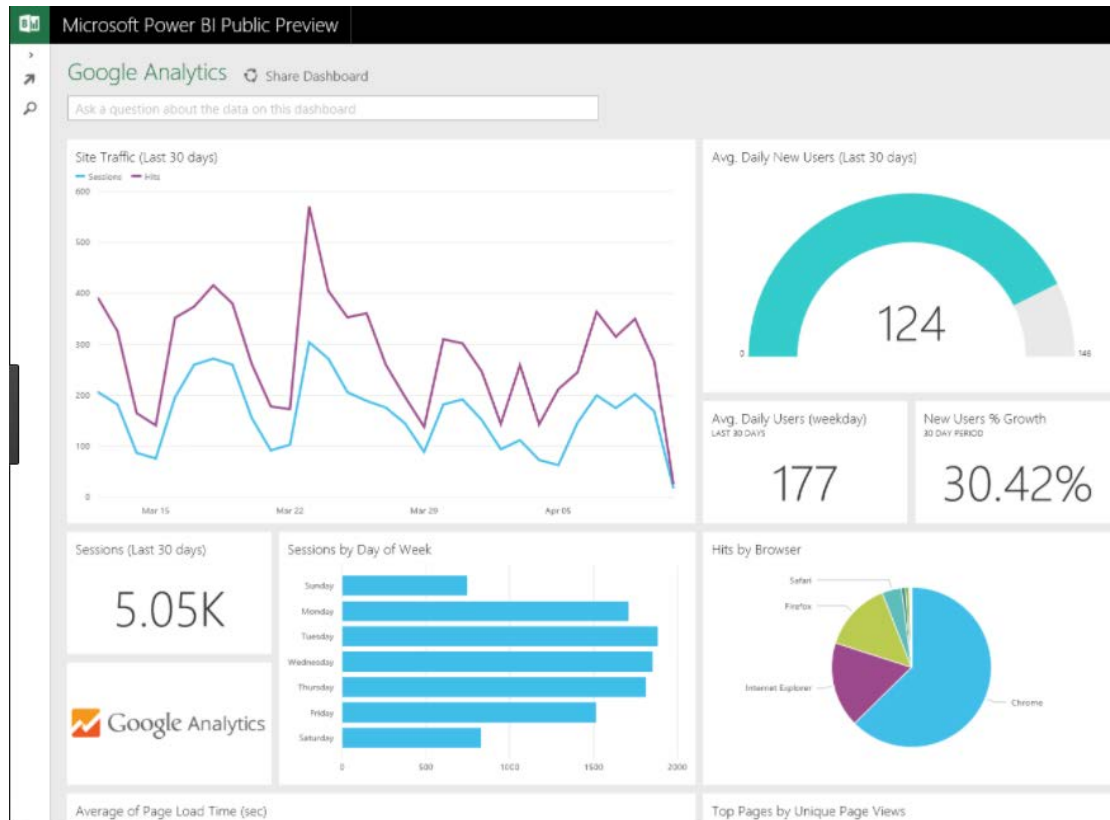 Microsoft Power BI Public Preview
Google Analytics Share Dashboard
Ask a question about the data on this dashboard
Site Traffic (Last 30 days)
Sessions Hits
600
500
400
300
200
100
0
Mar 15 Mar 22 Mar 29 Apr 05
Avg. Daily New Users (Last 30 days)
124
0 146
Avg. Daily Users (weekday)
LAST 30 DAYS
177
New Users % Growth
30 DAY PERIOD
30.42%
Sessions (Last 30 days)
5.05K
Google Analytics
Sessions by Day of Week
Sunday
Monday
Tuesday
Wednesday
Thursday
Friday
Saturday
0 500 1000 1500 2000
Hits by Browser
Safari
Firefox
Internet Explorer
Chrome
Average of Page Load Time (sec)
Top Pages by Unique Page Views